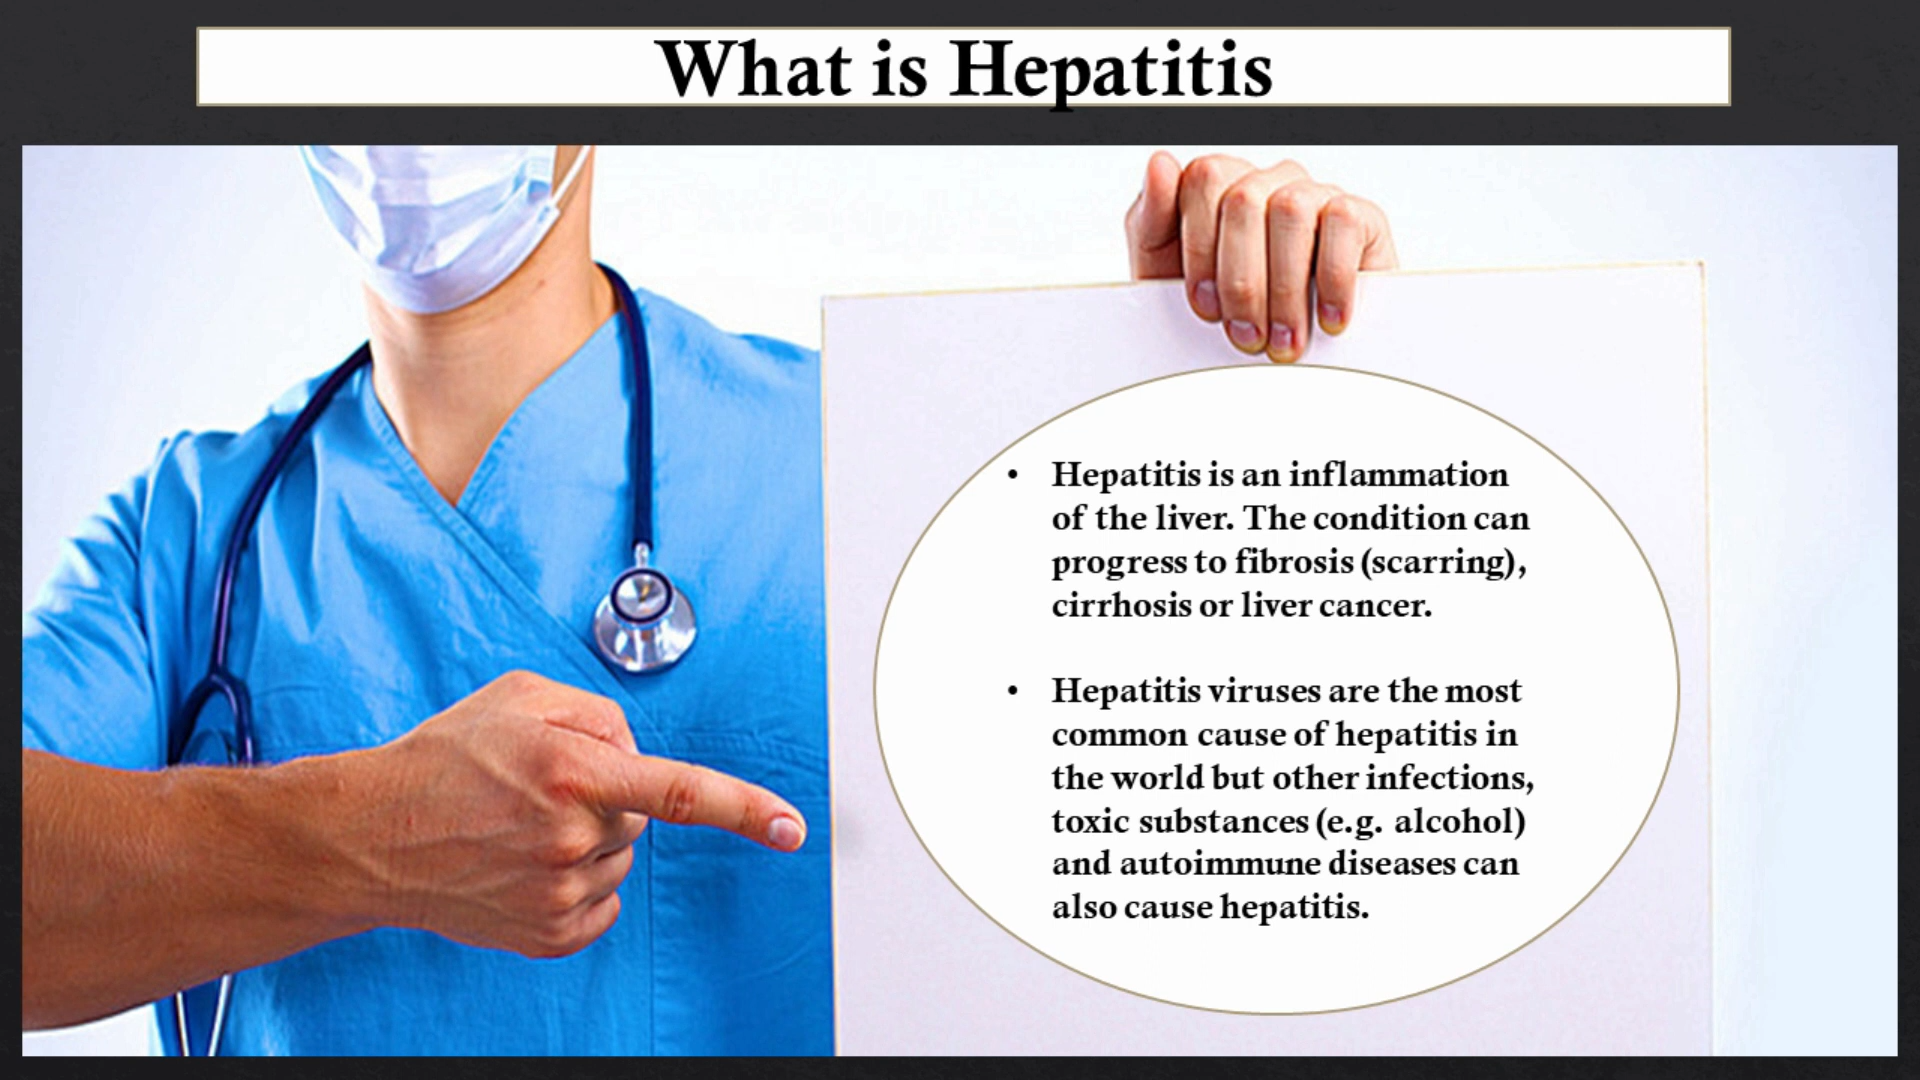 What is Hepatitis
• Hepatitis is an inflammation
of the liver. The condition can
progress to fibrosis (scarring),
cirrhosis or liver cancer.
• Hepatitis viruses are the most
common cause of hepatitis in
the world but other infections,
toxic substances (e.g. alcohol)
and autoimmune diseases can
also cause hepatitis.